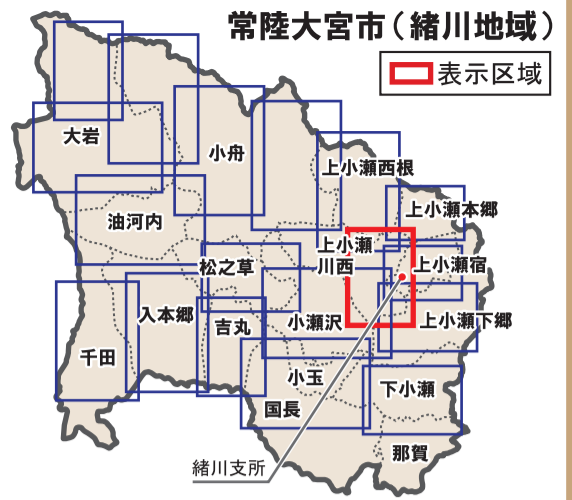 常陸大宮市（緒川地域）
表示区域
大岩
小舟
上小瀬西根
上小瀬本郷
油河内
上小瀬
川西
松之草
上小瀬宿
入本郷
吉丸
小瀬沢
上小瀬下郷
千田
小玉
下小瀬
国長
那賀
緒川支所